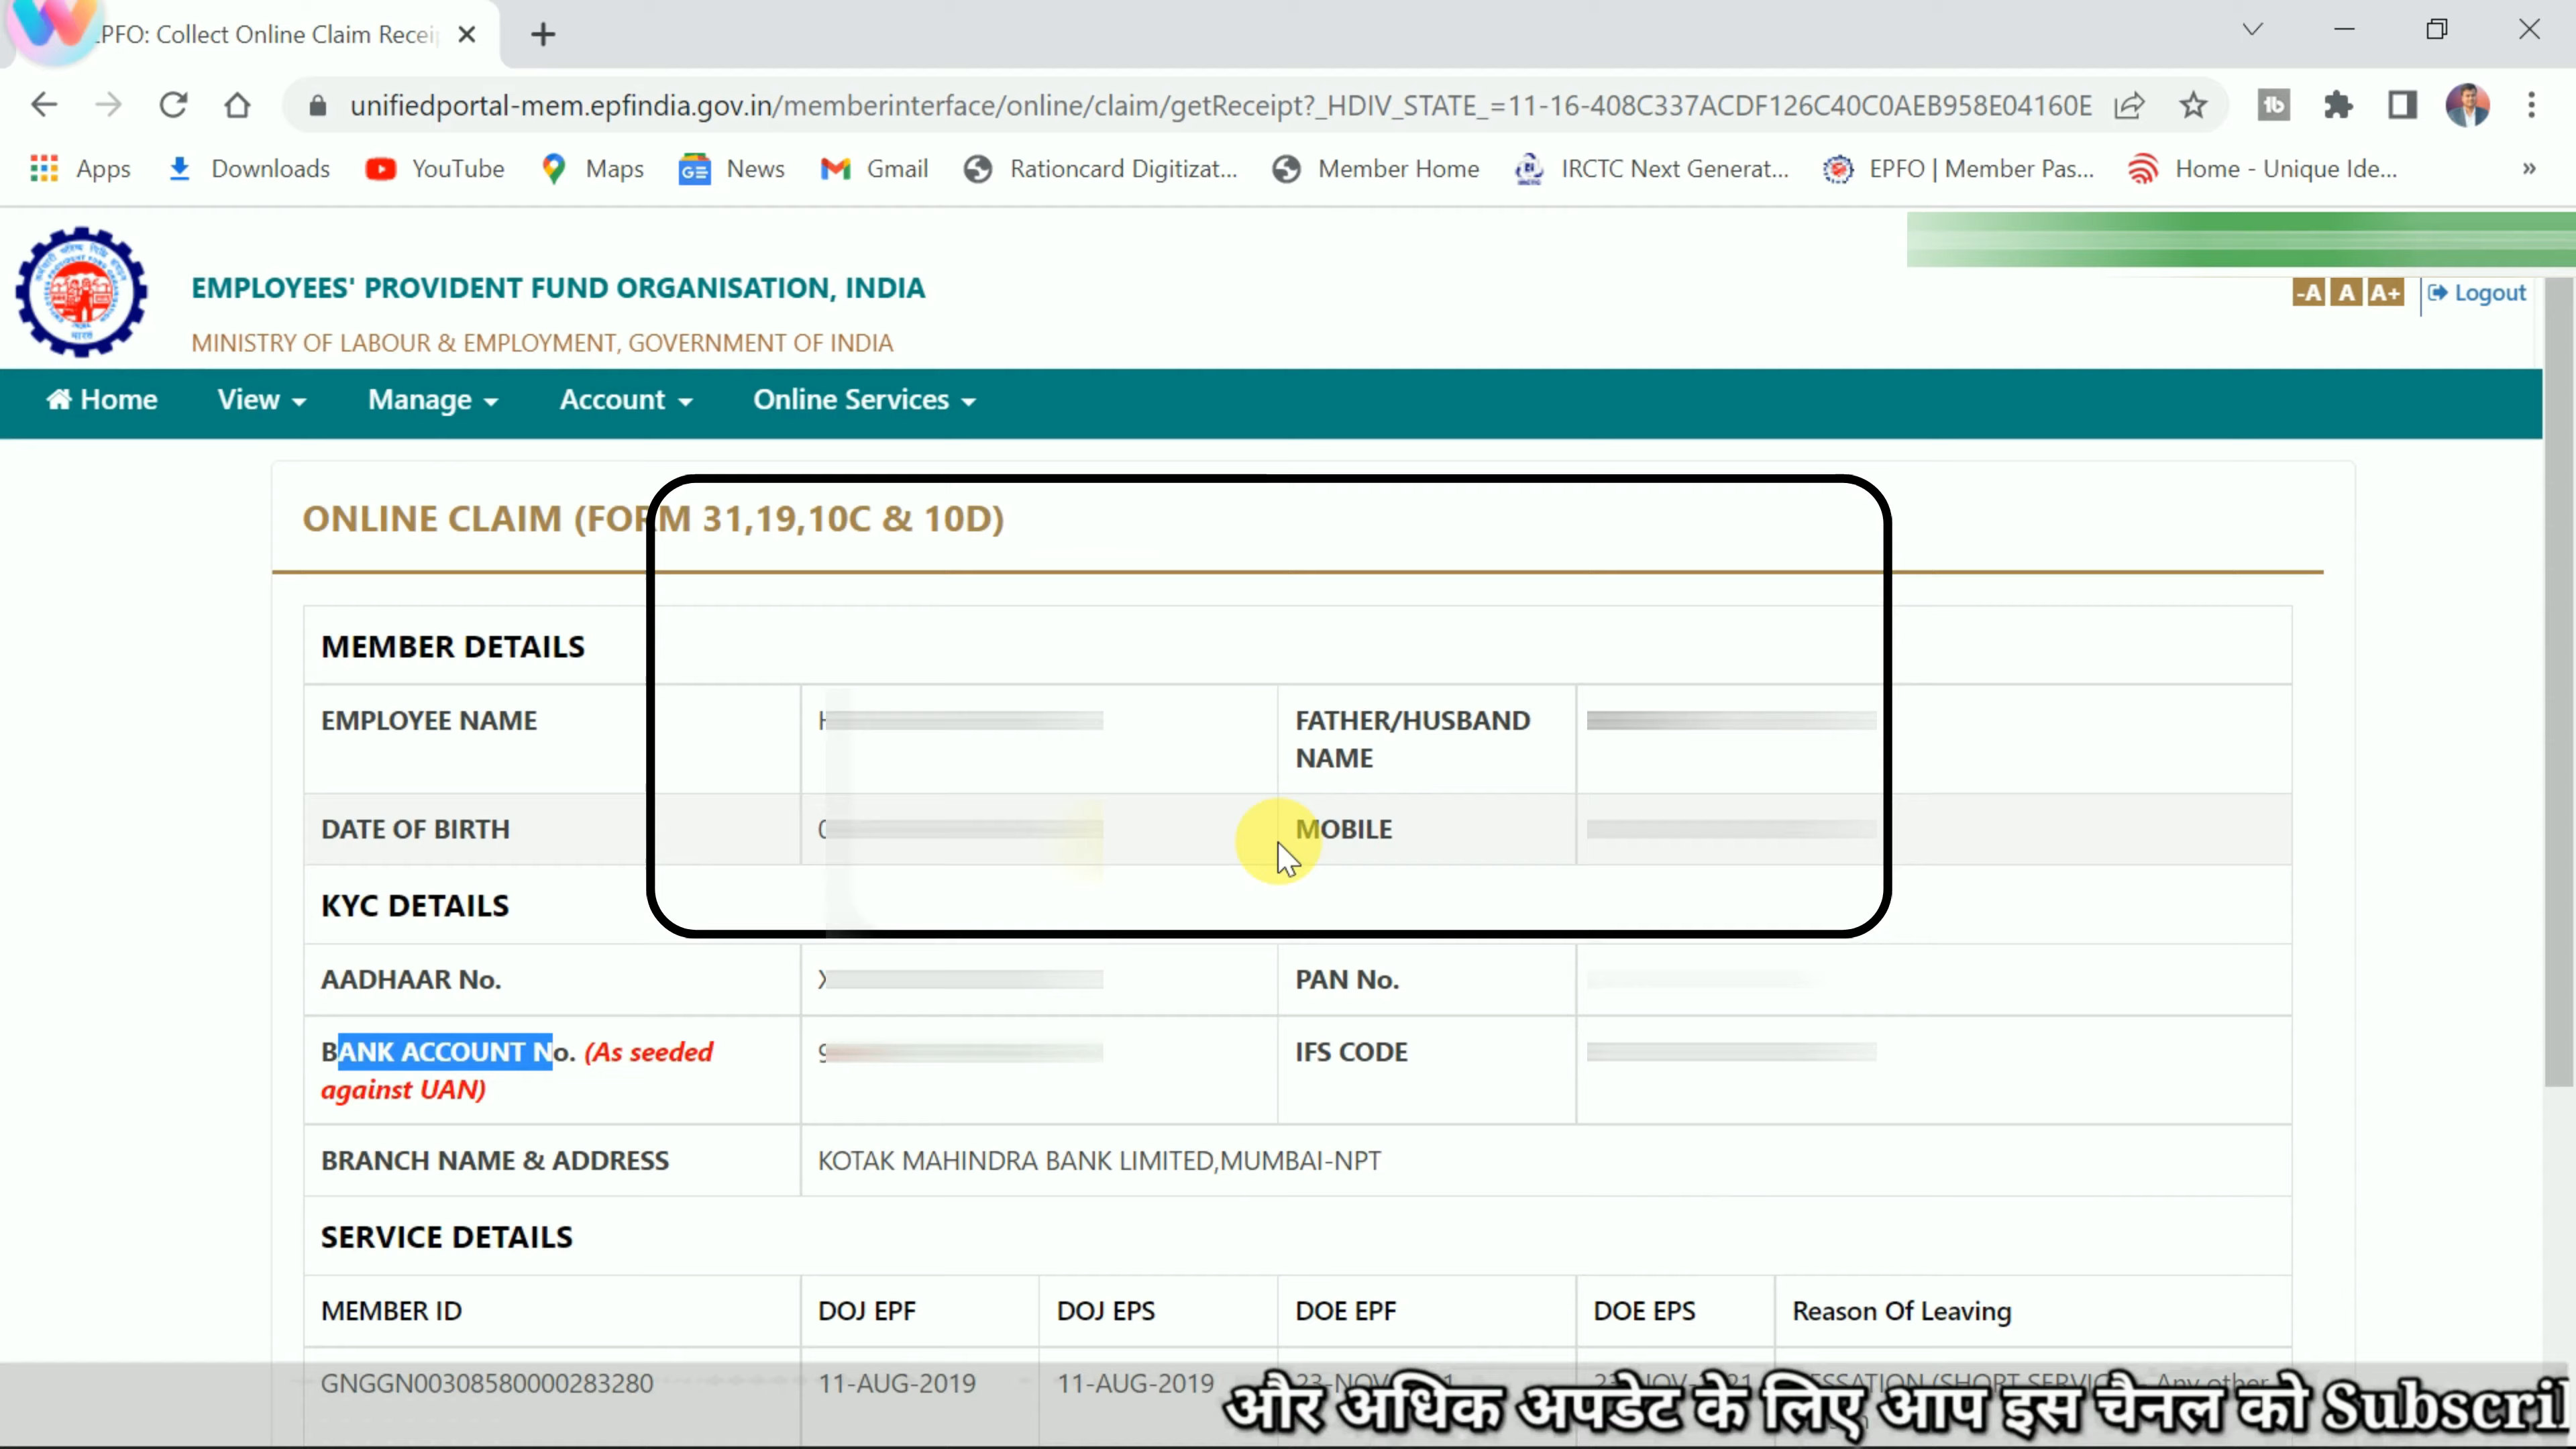 PFO: Collect Online Claim Recei
unifiedportal-mem.epfindia.gov.in/memberinterface/online/claim/getReceipt?_HDIV_STATE_=11-16-408C337ACDF126C40C0AEB958E04160E
Apps Downloads YouTube Maps News Gmail Rationcard Digitizat... Member Home IRCTC Next Generat... EPFO | Member Pas... Home - Unique Ide... »
EMPLOYEES' PROVIDENT FUND ORGANISATION, INDIA
-A A A+ Logout
MINISTRY OF LABOUR & EMPLOYMENT, GOVERNMENT OF INDIA
Home View Manage Account Online Services
ONLINE CLAIM (FORM 31,19,10C & 10D)
MEMBER DETAILS
EMPLOYEE NAME FATHER/HUSBAND
NAME
DATE OF BIRTH MOBILE
KYC DETAILS
AADHAAR No. PAN No.
BANK ACCOUNT No. (As seeded IFS CODE
against UAN)
BRANCH NAME & ADDRESS KOTAK MAHINDRA BANK LIMITED,MUMBAI-NPT
SERVICE DETAILS
MEMBER ID DOJ EPF DOJ EPS DOE EPF DOE EPS Reason Of Leaving
GNGGN00308580000283280 11-AUG-2019 11-AUG-2019
और अधिक अपडेट के लिए आप इस चैनल को Subscri